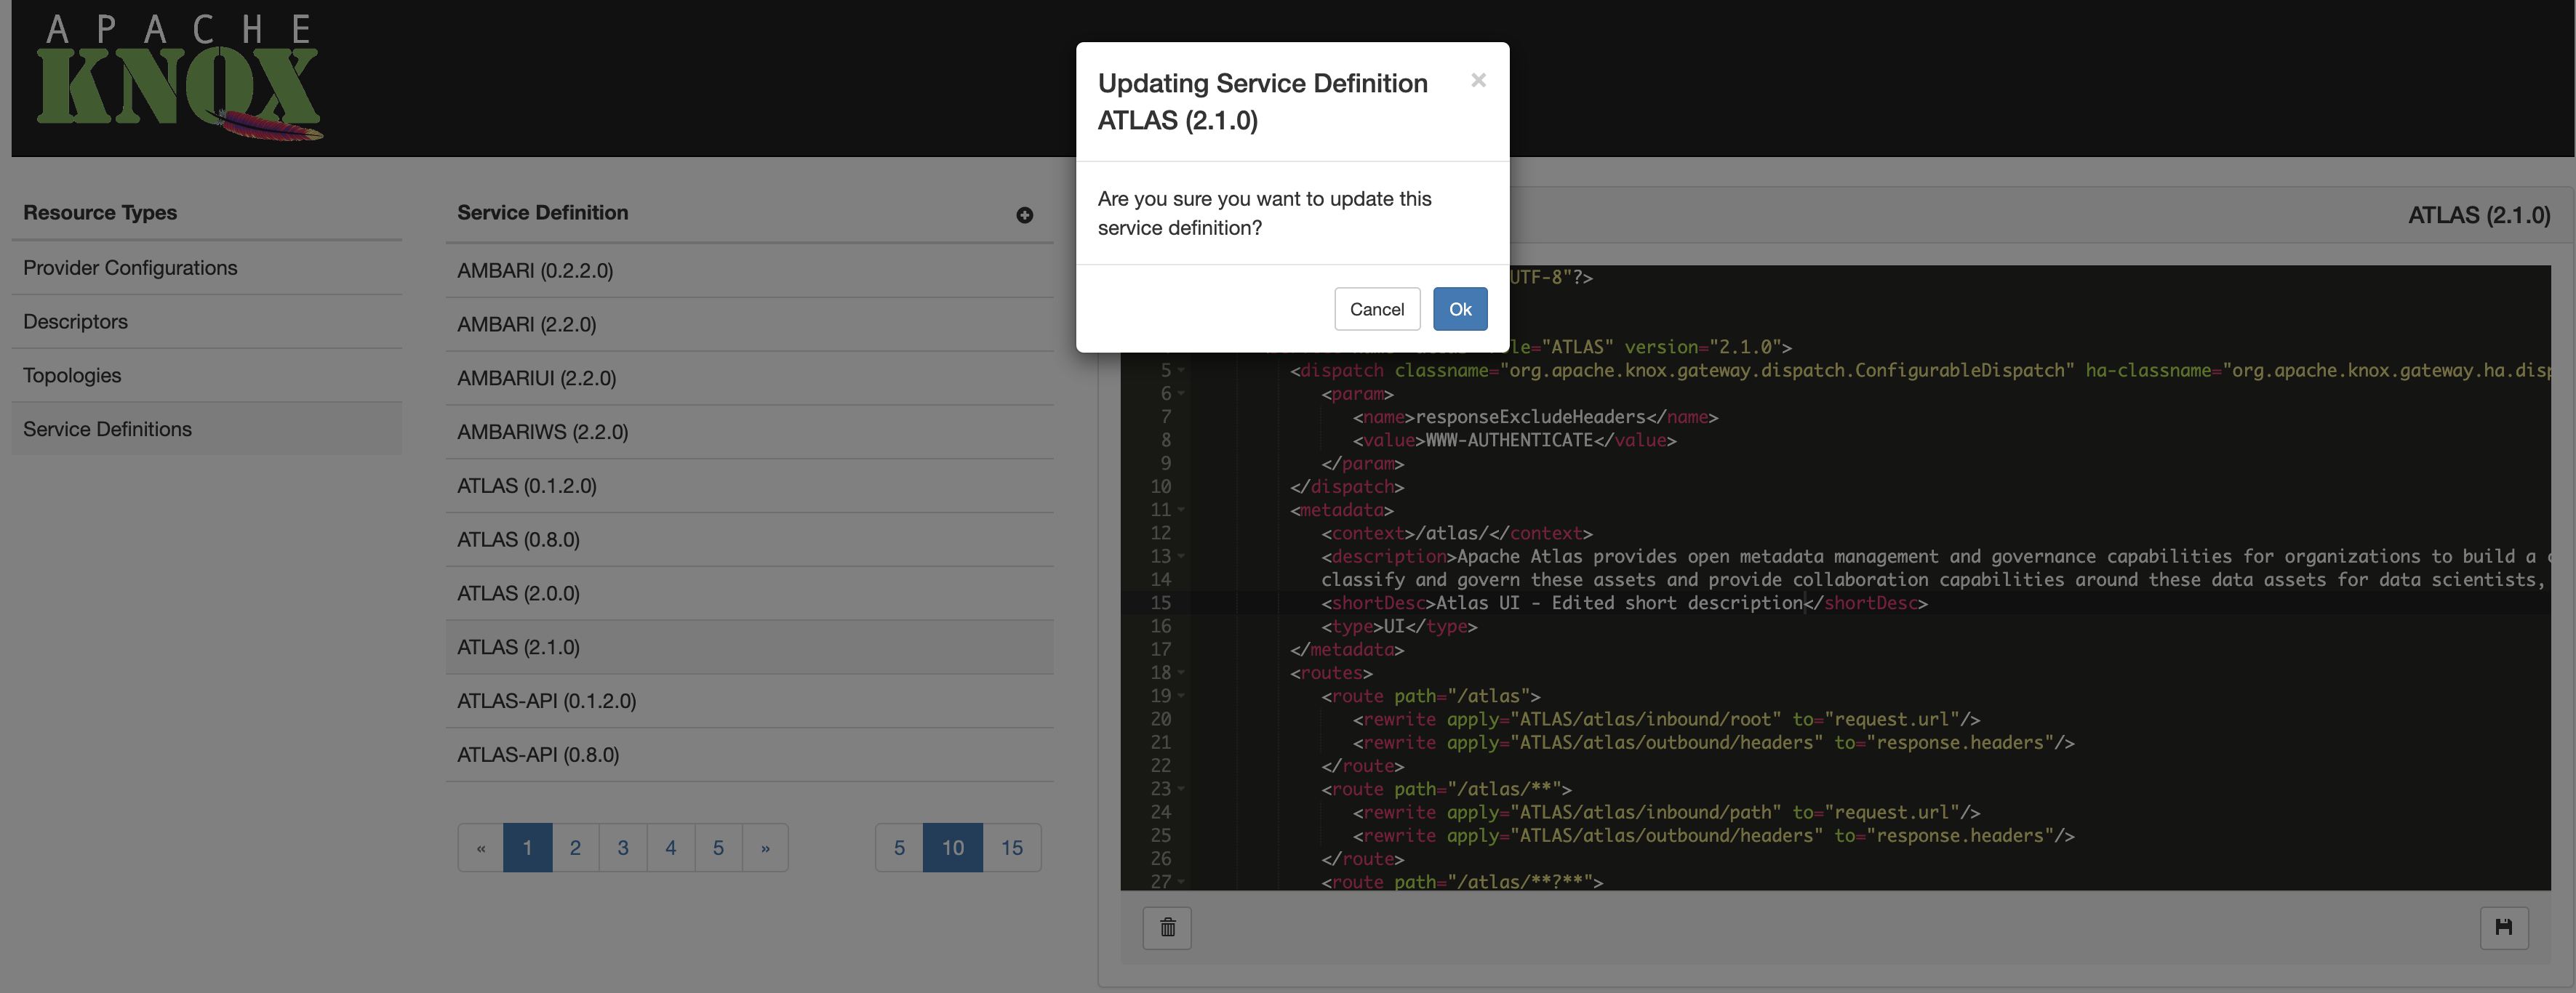 APACHE
KNOX
Updating Service Definition
ATLAS (2.1.0)
×
Are you sure you want to update this
service definition?
Cancel
Ok
Resource Types
Provider Configurations
Descriptors
Topologies
Service Definitions
Service Definition
AMBARI (0.2.2.0)
AMBARI (2.2.0)
AMBARIUI (2.2.0)
AMBARIWS (2.2.0)
ATLAS (0.1.2.0)
ATLAS (0.8.0)
ATLAS (2.0.0)
ATLAS (2.1.0)
ATLAS-API (0.1.2.0)
ATLAS-API (0.8.0)
« 1 2 3 4 5 »
5 10 15
ATLAS (2.1.0)
UTF-8"?>
="ATLAS" version="2.1.0">
5 <dispatch classname="org.apache.knox.gateway.dispatch.ConfigurableDispatch" ha-classname="org.apache.knox.gateway.ha.disp
6 <param>
7 <name>responseExcludeHeaders</name>
8 <value>WWW-AUTHENTICATE</value>
9 </param>
10 </dispatch>
11 <metadata>
12 <context>/atlas/</context>
13 <description>Apache Atlas provides open metadata management and governance capabilities for organizations to build a
14 classify and govern these assets and provide collaboration capabilities around these data assets for data scientists,
15 <shortDesc>Atlas UI - Edited short description</shortDesc>
16 <type>UI</type>
17 </metadata>
18 <routes>
19 <route path="/atlas">
20 <rewrite apply="ATLAS/atlas/inbound/root" to="request.url"/>
21 <rewrite apply="ATLAS/atlas/outbound/headers" to="response.headers"/>
22 </route>
23 <route path="/atlas/**">
24 <rewrite apply="ATLAS/atlas/inbound/path" to="request.url"/>
25 <rewrite apply="ATLAS/atlas/outbound/headers" to="response.headers"/>
26 </route>
27 <route path="/atlas/**?**">